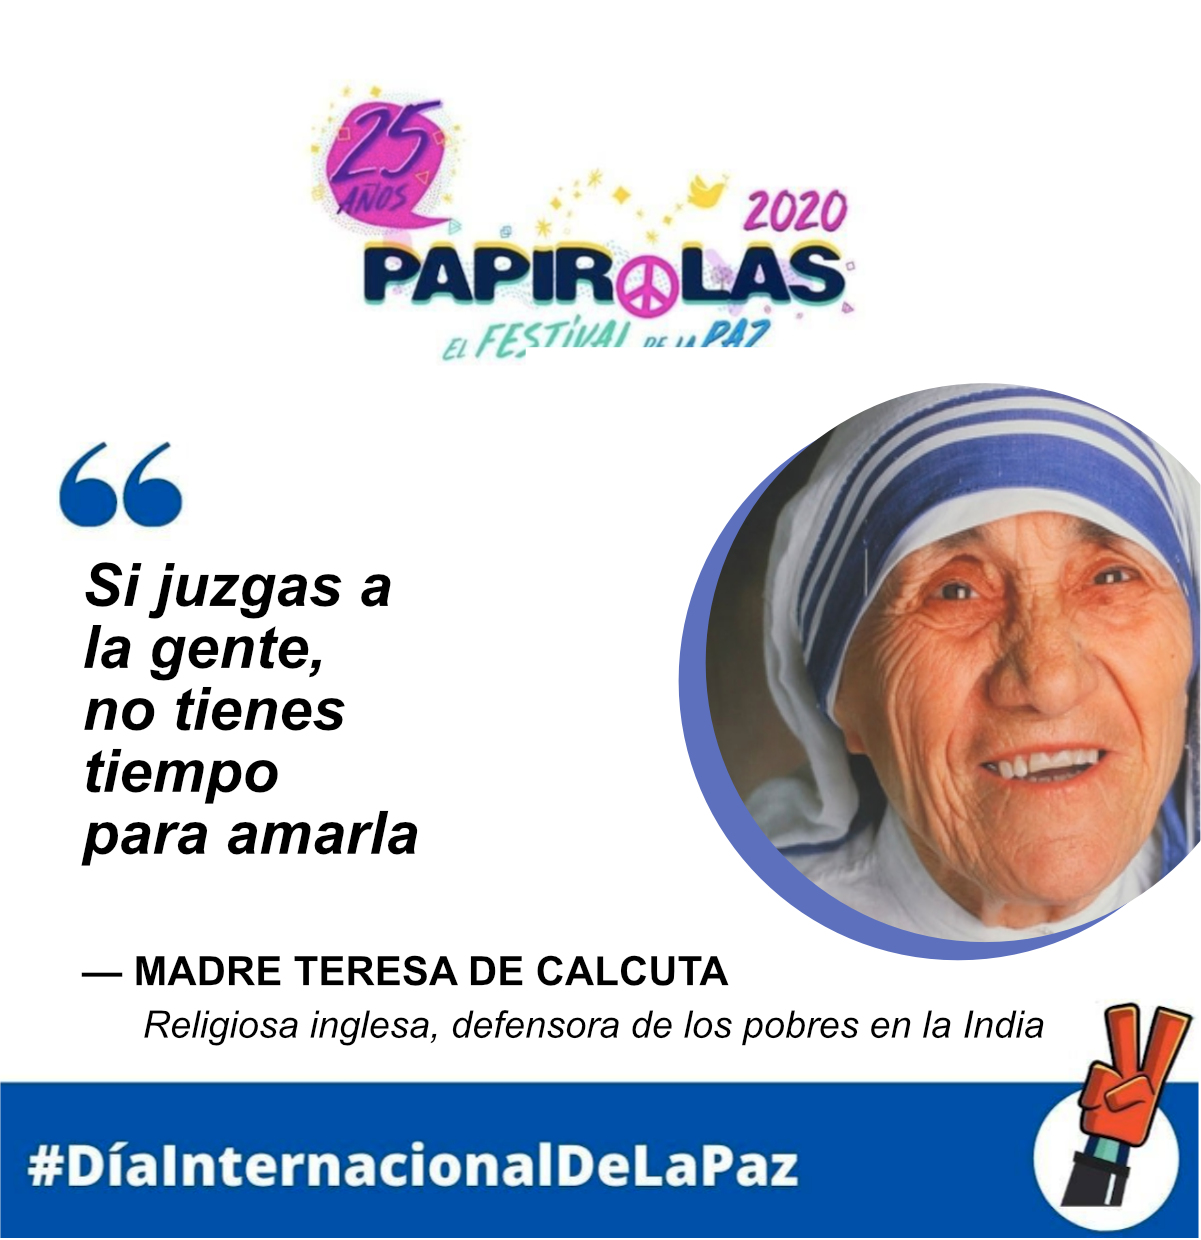 25
AÑOS
2020
PAPIROLAS
EL FESTIVAL DE LA PAZ
“
Si juzgas a
la gente,
no tienes
tiempo
para amarla
— MADRE TERESA DE CALCUTA
Religiosa inglesa, defensora de los pobres en la India
#DíaInternacionalDeLaPaz